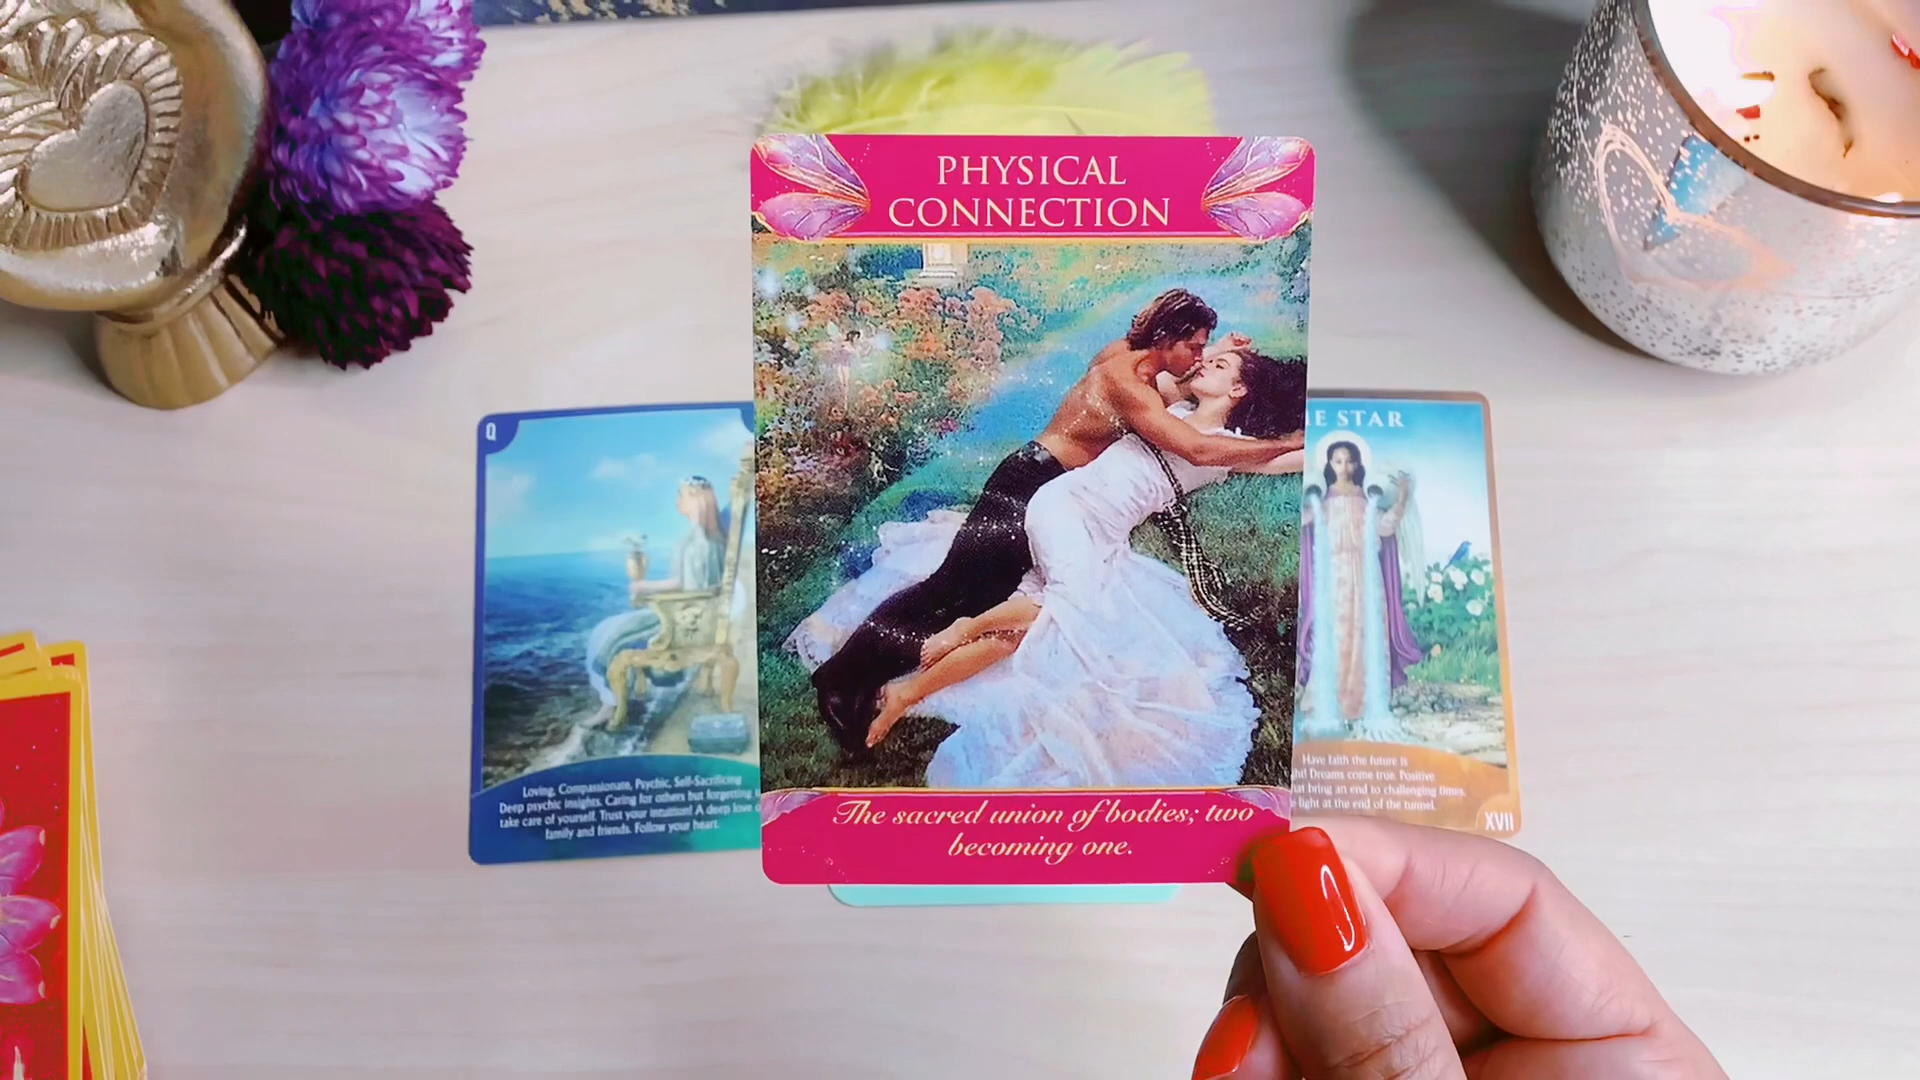 PHYSICAL
CONNECTION
The sacred union of bodies; two
becoming one.
Q
Loving, Compassionate, Psychic, Self-Sacrificing
Deep psychic insights. Caring for others but forgetting
take care of yourself. Trust your intuition! A deep love
family and friends. Follow your heart.
E STAR
Have faith the future is
Dreams come true. Positive
bring an end to challenging times.
light at the end of the tunnel.
XVII